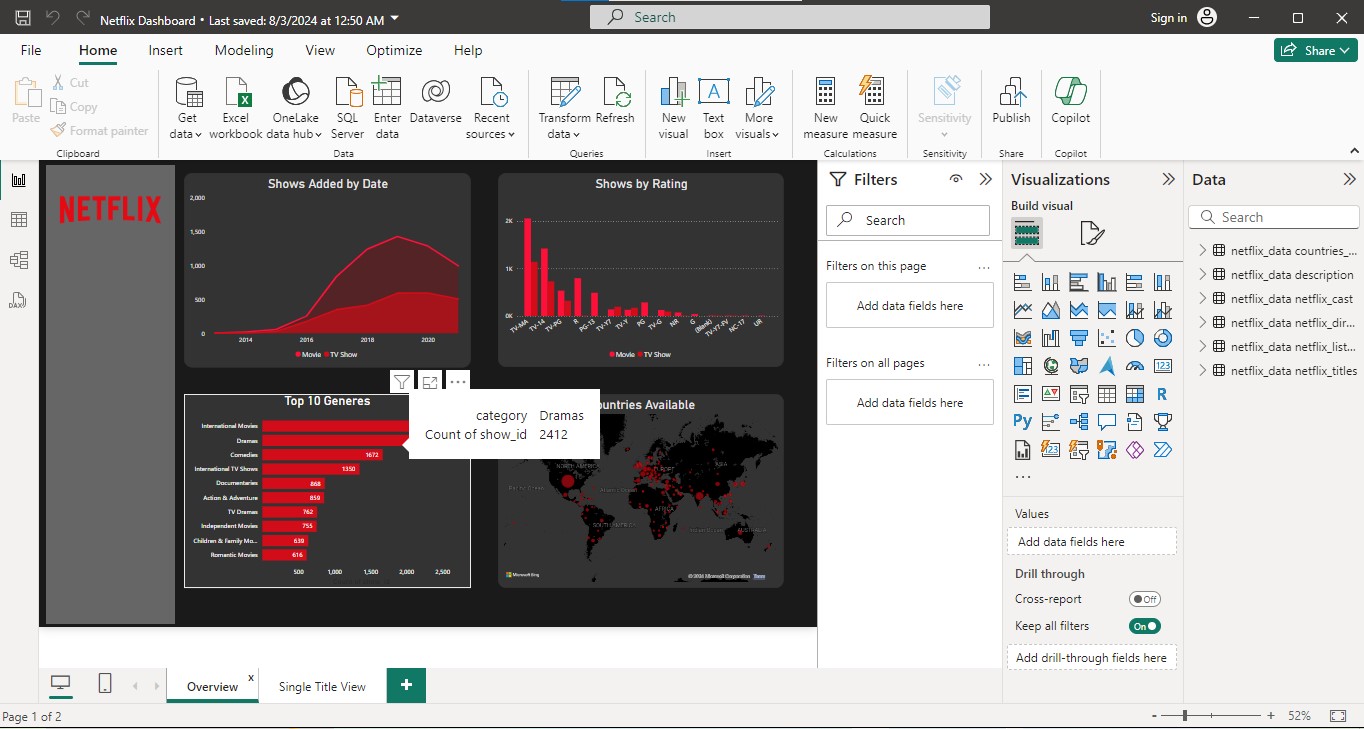 Netflix Dashboard • Last saved: 8/3/2024 at 12:50 AM
Search
Sign in
File Home Insert Modeling View Optimize Help
Share
Paste
Cut
Copy
Format painter
Clipboard
Get data
Excel workbook
OneLake data hub
SQL Server
Enter data
Dataverse
Recent sources
Data
Transform data
Refresh
Queries
New visual
Text box
More visuals
Insert
New measure
Quick measure
Calculations
Sensitivity
Sensitivity
Publish
Share
Copilot
Copilot
NETFLIX
Shows Added by Date
2,000
1,500
1,000
500
0
2014 2016 2018 2020
Movie TV Show
Shows by Rating
2K
1K
0K
TV-MA TV-14 TV-PG R PG-13 TV-Y7 TV-Y PG TV-G NR G (Blank) TV-Y7-FV NC-17 UR
Movie TV Show
Top 10 Generes
International Movies
Dramas
Comedies 1672
International TV Shows 1350
Documentaries 868
Action & Adventure 859
TV Dramas 762
Independent Movies 755
Children & Family Mo... 639
Romantic Movies 616
500 1,000 1,500 2,000 2,500
category Dramas
Count of show_id 2412
ountries Available
NORTH AMERIC
EUROPE
ASIA
Pacific Ocean
Atlantic Ocean
AFRICA
SOUTH AMERICA
Indian Ocean
AUSTRALIA
Microsoft Bing
Microsoft Corporation Terms
Filters
Search
Filters on this page
...
Add data fields here
Filters on all pages
...
Add data fields here
Visualizations
Build visual
123
R
Py
123
...
Values
Add data fields here
Drill through
Cross-report
Off
Keep all filters
On
Add drill-through fields here
Data
Search
netflix_data countries_...
netflix_data description
netflix_data netflix_cast
netflix_data netflix_dir...
netflix_data netflix_list...
netflix_data netflix_titles
DAX
Overview x
Single Title View
+
Page 1 of 2
- + 52%